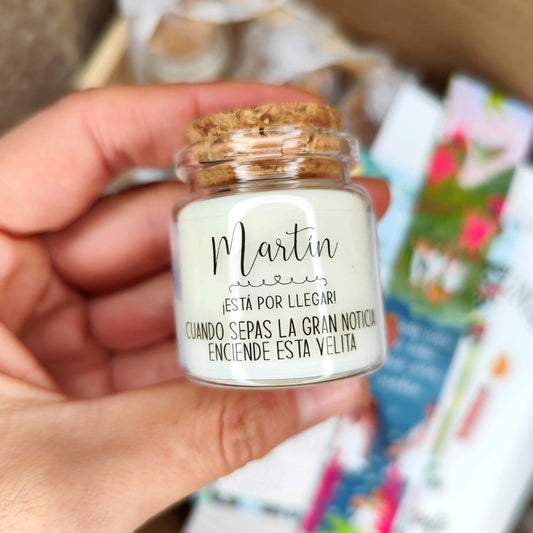 Martín
¡ESTÁ POR LLEGAR!
CUANDO SEPAS LA GRAN NOTICIA
ENCIENDE ESTA VELITA